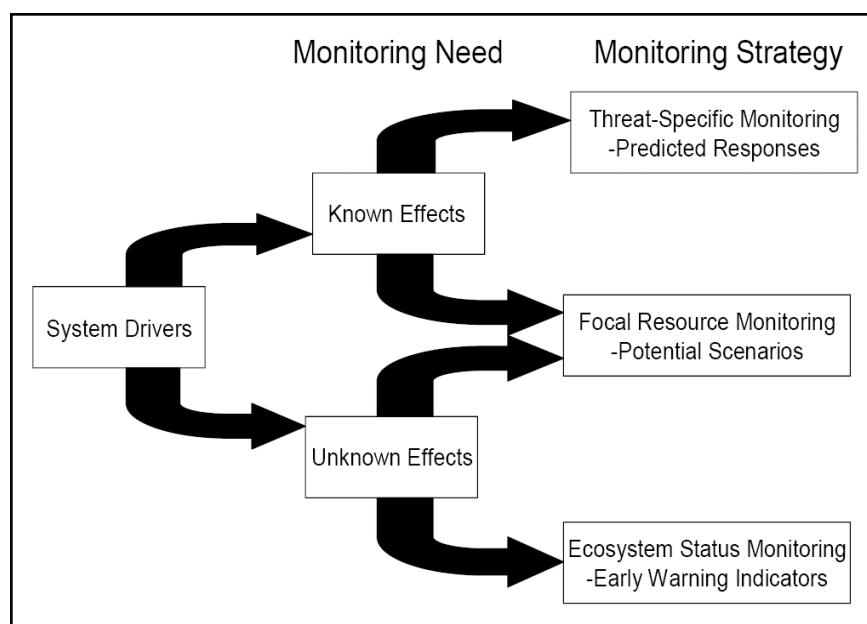 Monitoring Need
Monitoring Strategy
Threat-Specific Monitoring
-Predicted Responses
Known Effects
System Drivers
Focal Resource Monitoring
-Potential Scenarios
Unknown Effects
Ecosystem Status Monitoring
-Early Warning Indicators